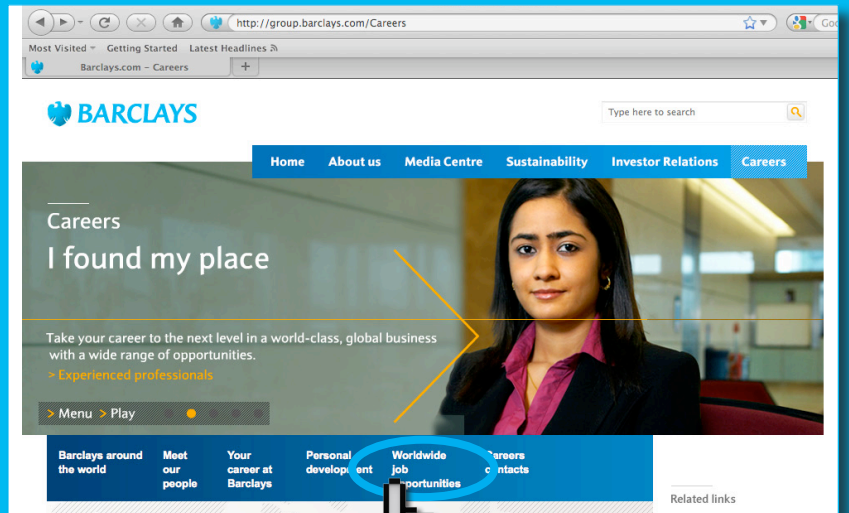 http://group.barclays.com/Careers
Most Visited Getting Started Latest Headlines
Barclays.com – Careers +
BARCLAYS
Type here to search
Home About us Media Centre Sustainability Investor Relations Careers
Careers
I found my place
Take your career to the next level in a world-class, global business
with a wide range of opportunities.
> Experienced professionals
> Menu > Play
Barclays around Meet Your Personal Worldwide Careers
the world our career at development job contacts
people Barclays opportunities
Related links